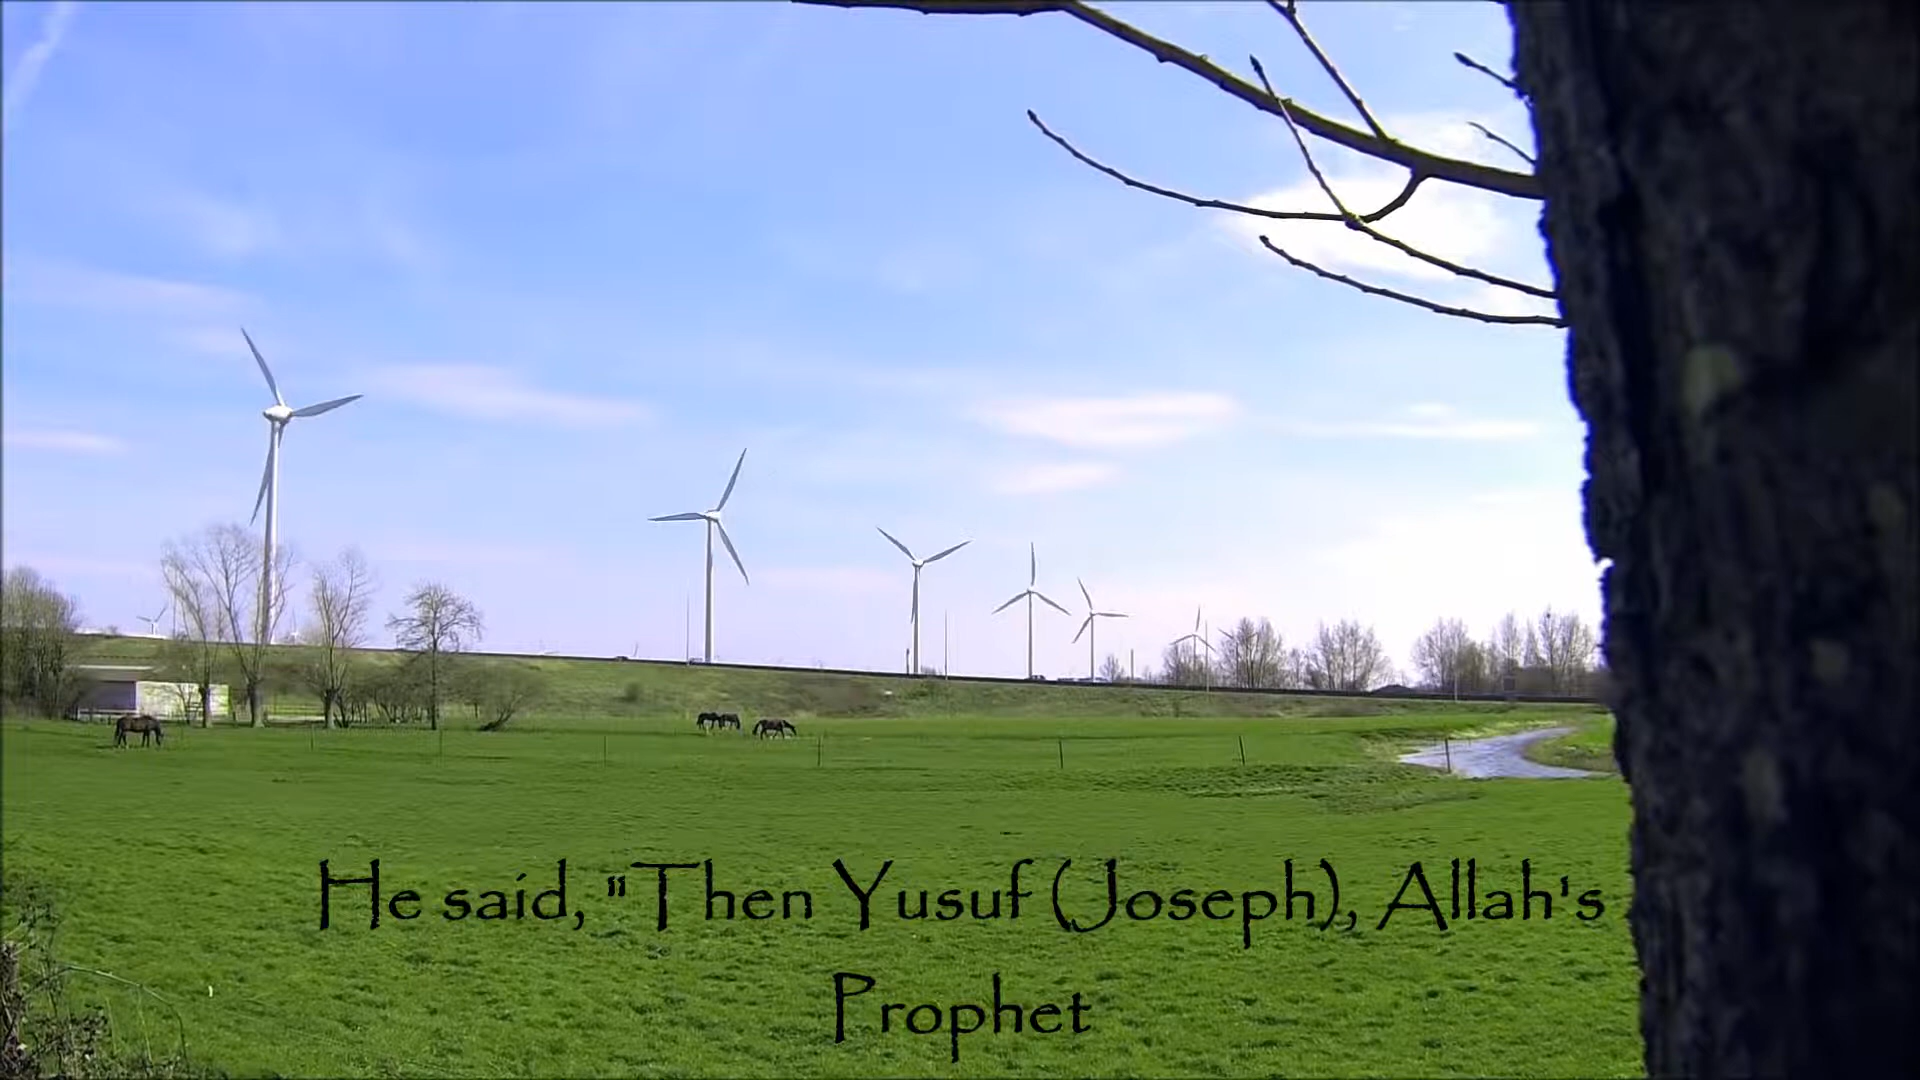 He said, "Then Yusuf (Joseph), Allah's
Prophet